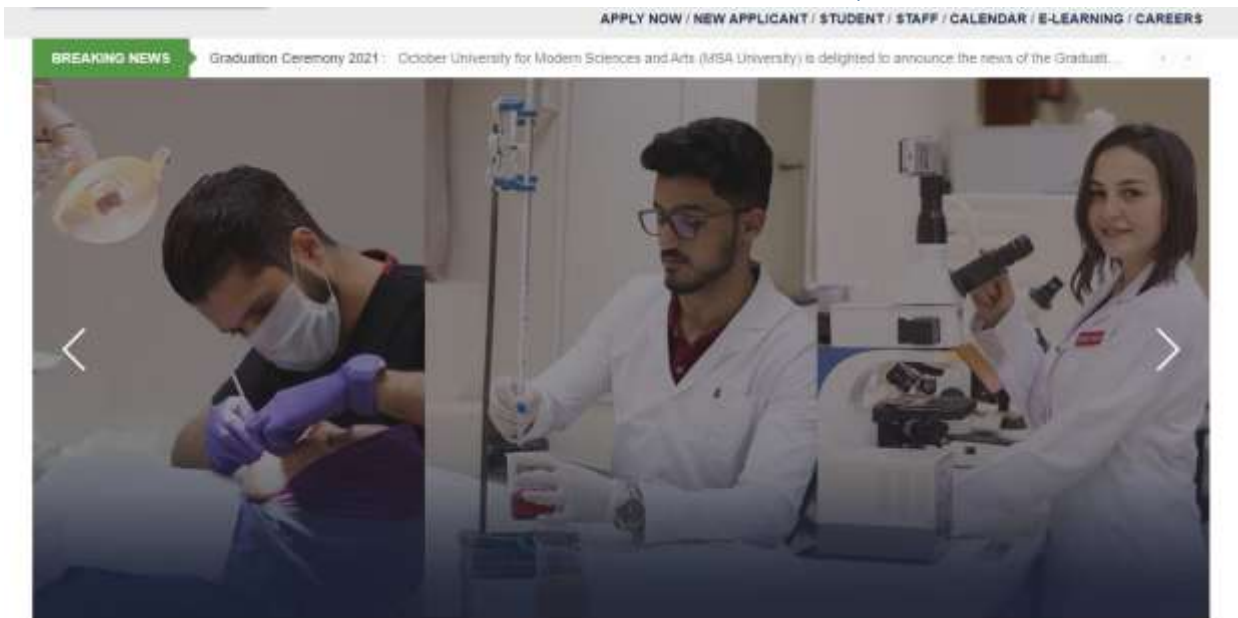 APPLY NOW / NEW APPLICANT / STUDENT / STAFF / CALENDAR / E-LEARNING / CAREERS
BREAKING NEWS Graduation Ceremony 2021 : October University for Modern Sciences and Arts (MSA University) is delighted to announce the news of the Graduati...